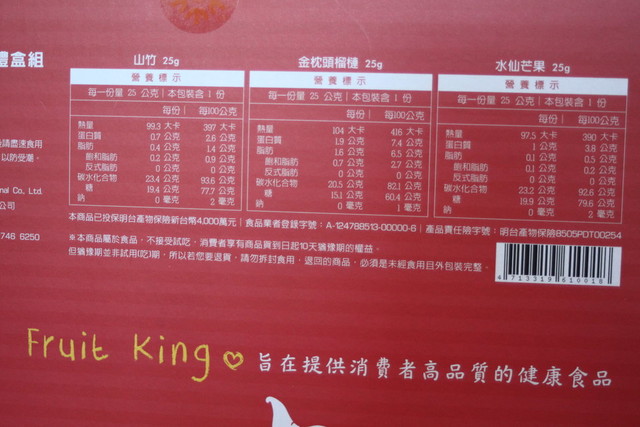 禮盒組
山竹 25g
營養標示
每一份量 25 公克｜本包裝含 1 份
每份｜ 每100公克
熱量 99.3 大卡 397 大卡
蛋白質 0.7 公克 2.6 公克
脂肪 0.4 公克 1.4 公克
飽和脂肪 0.2 公克 0.9 公克
反式脂肪 0 公克 0 公克
碳水化合物 23.4 公克 93.6 公克
糖 19.4 公克 77.7 公克
鈉 0 毫克 2 毫克
金枕頭榴槤 25g
營養標示
每一份量 25 公克｜本包裝含 1 份
每份｜ 每100公克
熱量 104 大卡 416 大卡
蛋白質 1.9 公克 7.4 公克
脂肪 1.6 公克 6.5 公克
飽和脂肪 0.7 公克 2.7 公克
反式脂肪 0 公克 0 公克
碳水化合物 20.5 公克 82.1 公克
糖 15.1 公克 60.4 公克
鈉 0 毫克 1 毫克
水仙芒果 25g
營養標示
每一份量 25 公克｜本包裝含 1 份
每份｜ 每100公克
熱量 97.5 大卡 390 大卡
蛋白質 1 公克 3.8 公克
脂肪 0.1 公克 0.5 公克
飽和脂肪 0.1 公克 0.2 公克
反式脂肪 0 公克 0 公克
碳水化合物 23.2 公克 92.6 公克
糖 19.9 公克 79.6 公克
鈉 0 毫克 2 毫克
請盡速食用
以防受潮。
nal Co., Ltd.
公司
746 6250
本商品已投保明台產物保險新台幣4,000萬元｜食品業者登錄字號：A-124788513-00000-6｜產品責任險字號：明台產物保險8505PDT00254
※本商品屬於食品，不接受試吃，消費者享有商品貨到日起10天猶豫期的權益。
但猶豫期並非試用(吃)期，所以若您要退貨，請勿拆封食用，退回的商品，必須是未經食用且外包裝完整。
4 713319 610018
Fruit King
旨在提供消費者高品質的健康食品